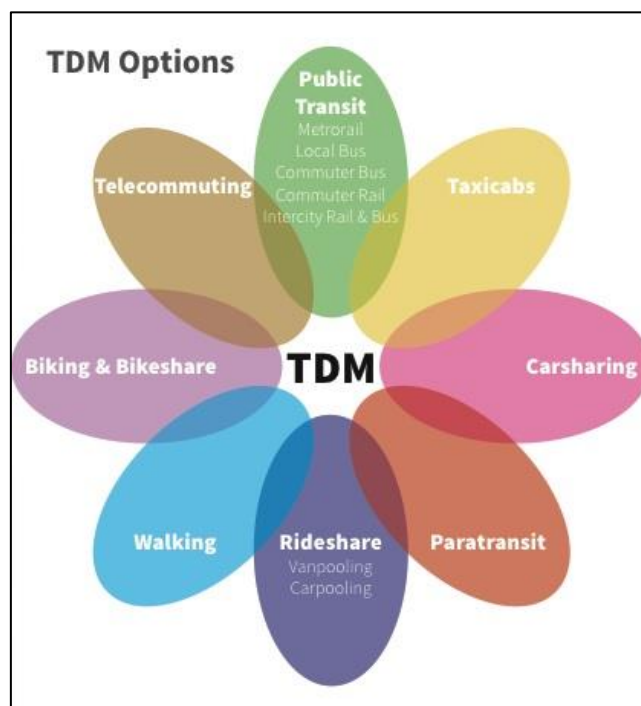 TDM Options
Public
Transit
Metrorail
Local Bus
Commuter Bus
Commuter Rail
Intercity Rail & Bus
Telecommuting
Taxicabs
Biking & Bikeshare
TDM
Carsharing
Walking
Rideshare
Vanpooling
Carpooling
Paratransit